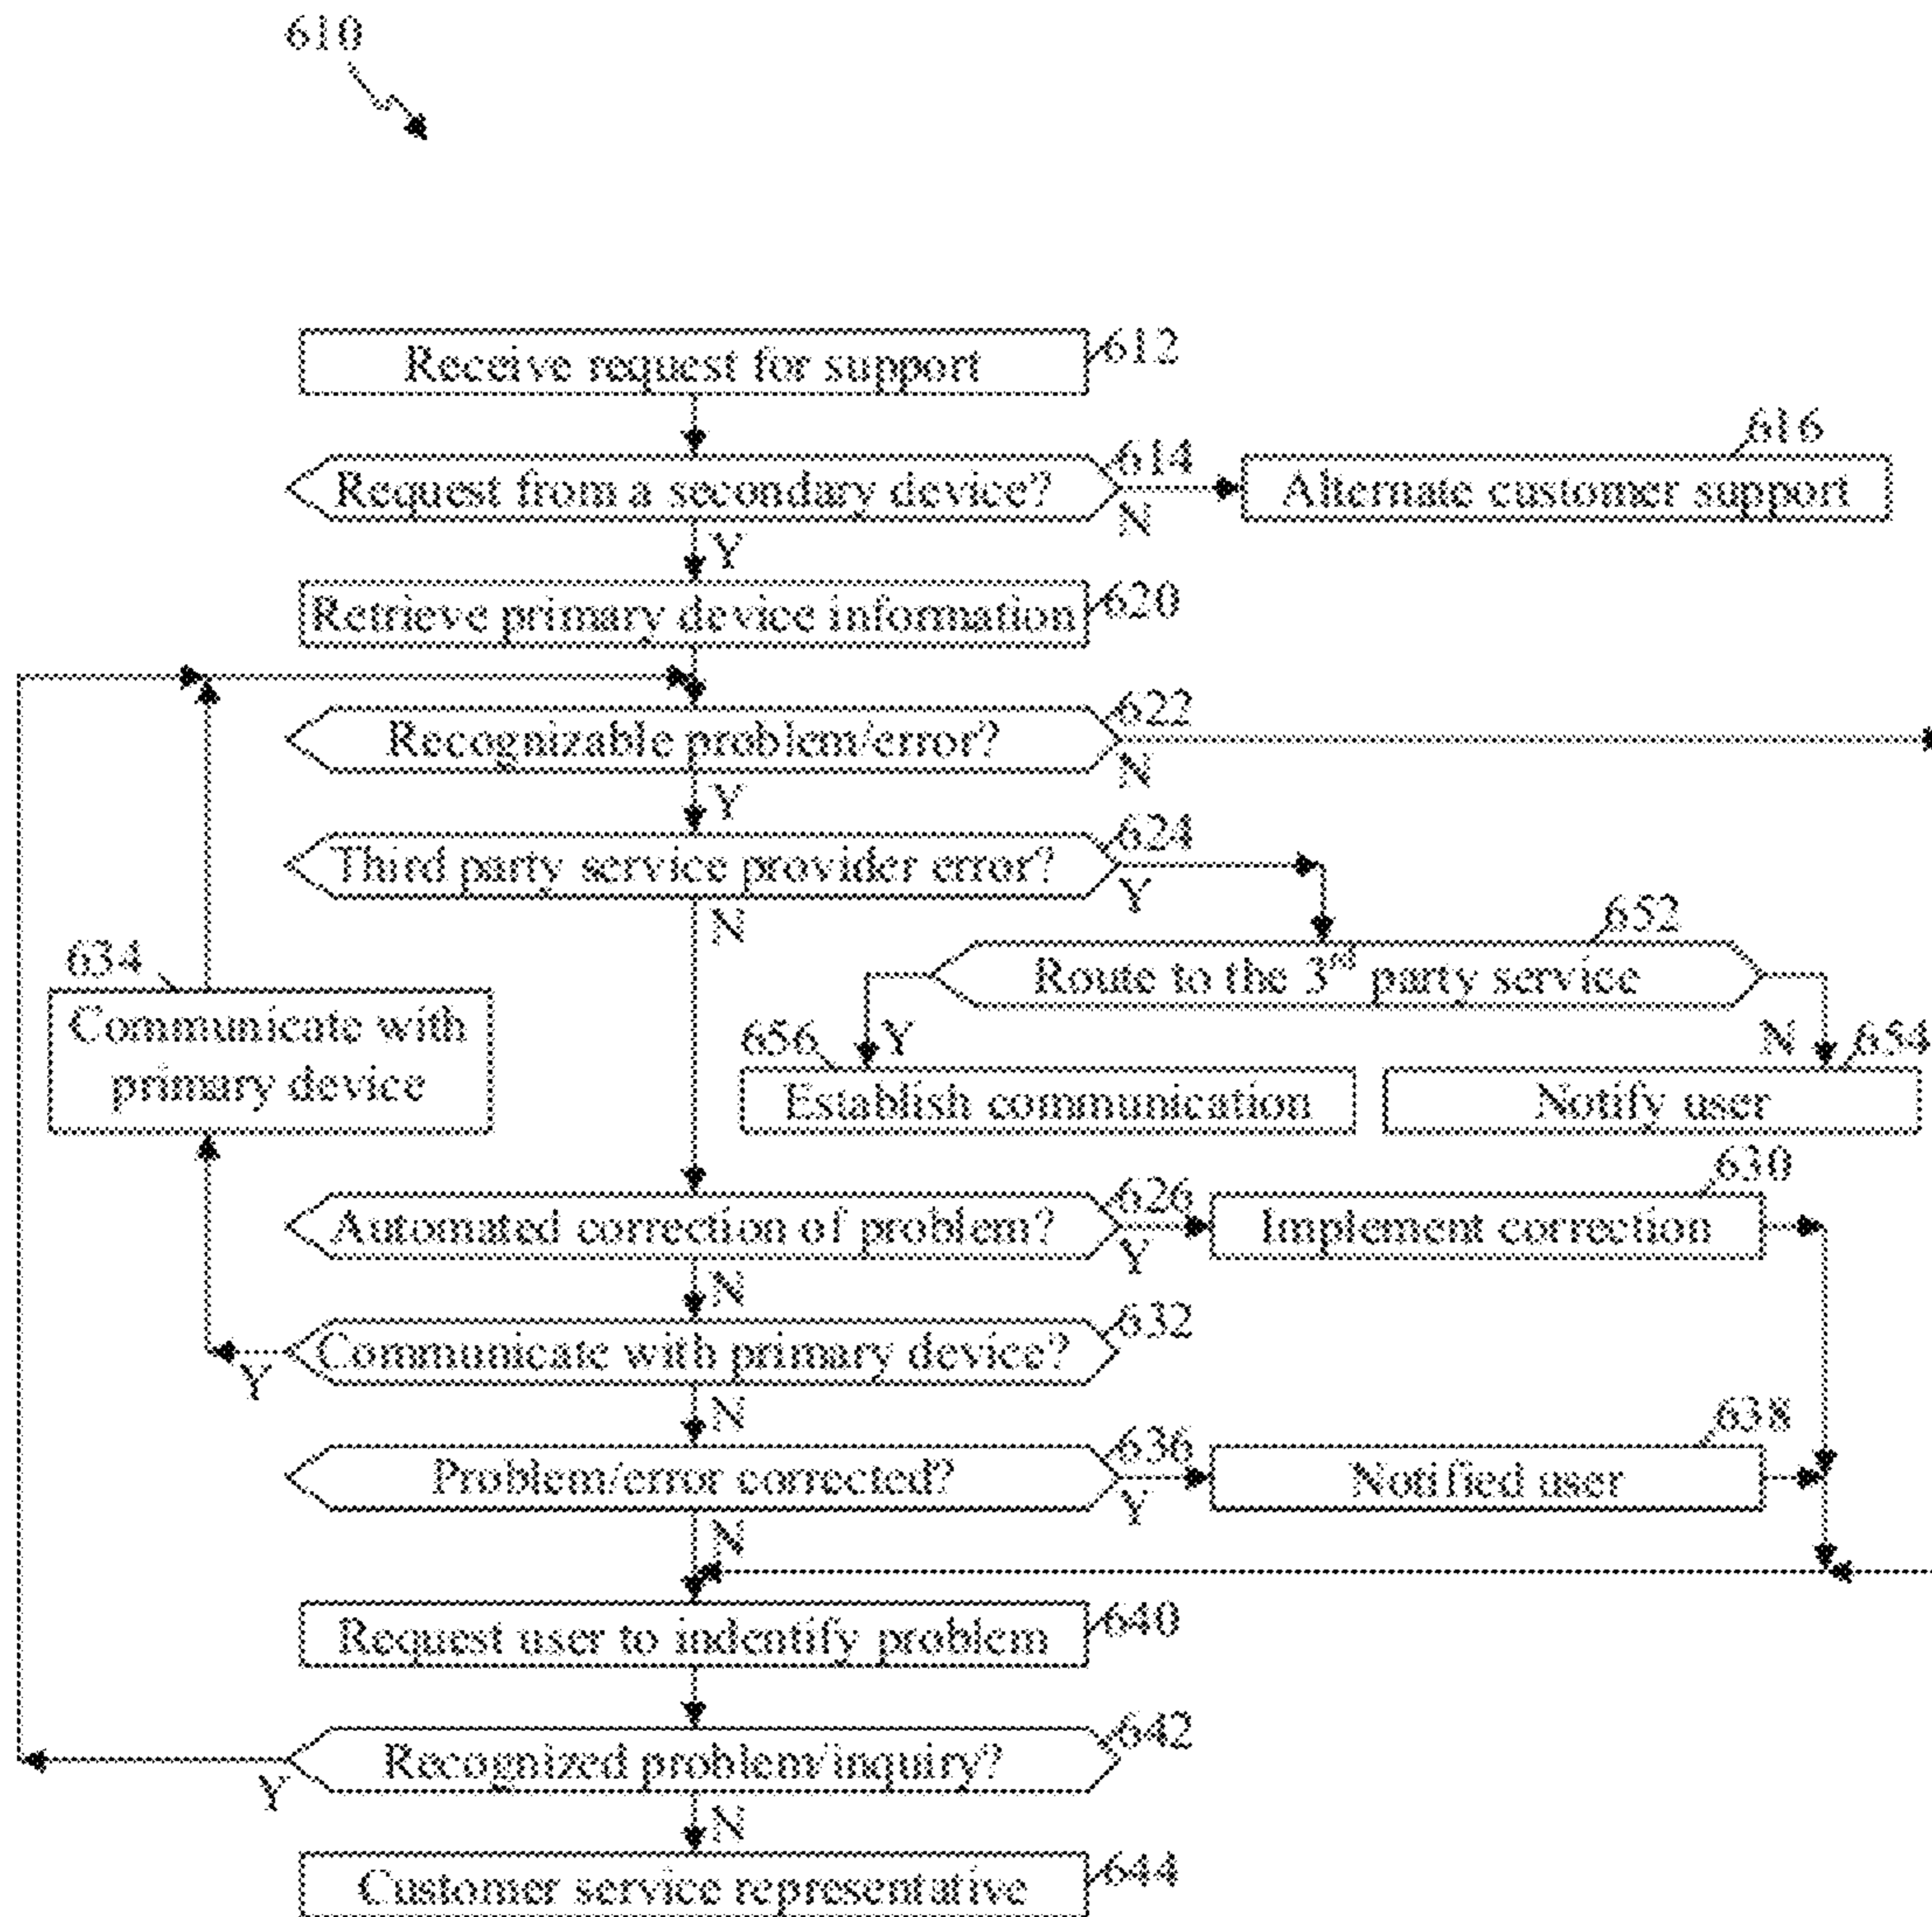 610
Receive request for support
612
Request from a secondary device?
614
N
616
Alternate customer support
Y
Retrieve primary device information
620
Recognizable problem/error?
622
N
Y
Third party service provider error?
624
Y
N
652
Route to the 3rd party service
634
Communicate with
primary device
656
Y
N
654
Establish communication
Notify user
Automated correction of problem?
626
Y
630
Implement correction
N
Communicate with primary device?
632
Y
N
Problem/error corrected?
636
Y
638
Notified user
N
Request user to indentify problem
640
Recognized problem/inquiry?
642
Y
N
Customer service representative
644